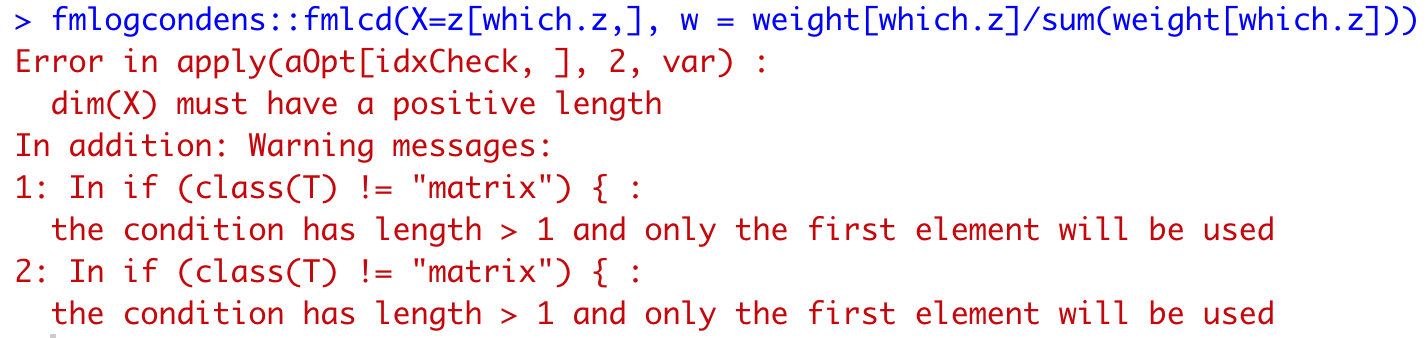 > fmlogcondens::fmlcd(X=z[which.z,], w = weight[which.z]/sum(weight[which.z]))
Error in apply(aOpt[idxCheck, ], 2, var) :
  dim(X) must have a positive length
In addition: Warning messages:
1: In if (class(T) != "matrix") { :
  the condition has length > 1 and only the first element will be used
2: In if (class(T) != "matrix") { :
  the condition has length > 1 and only the first element will be used